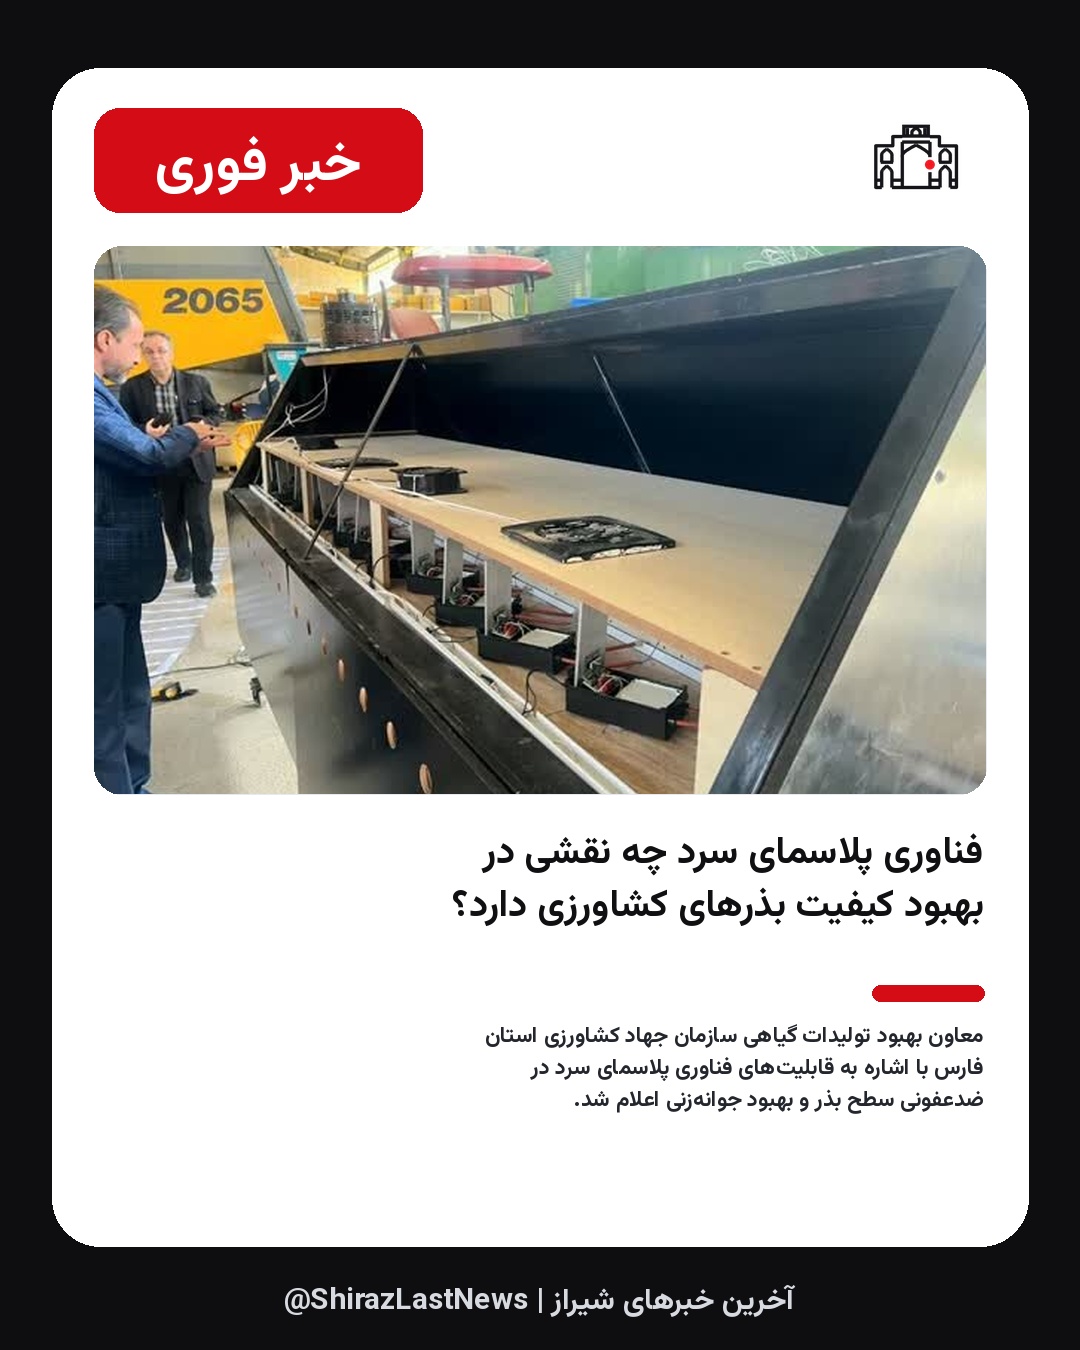 خبر فوری
2065
فناوری پلاسمای سرد چه نقشی در
بهبود کیفیت بذرهای کشاورزی دارد؟
معاون بهبود تولیدات گیاهی سازمان جهاد کشاورزی استان
فارس با اشاره به قابلیت‌های فناوری پلاسمای سرد در
ضدعفونی سطح بذر و بهبود جوانه‌زنی اعلام شد.
آخرین خبرهای شیراز | @ShirazLastNews